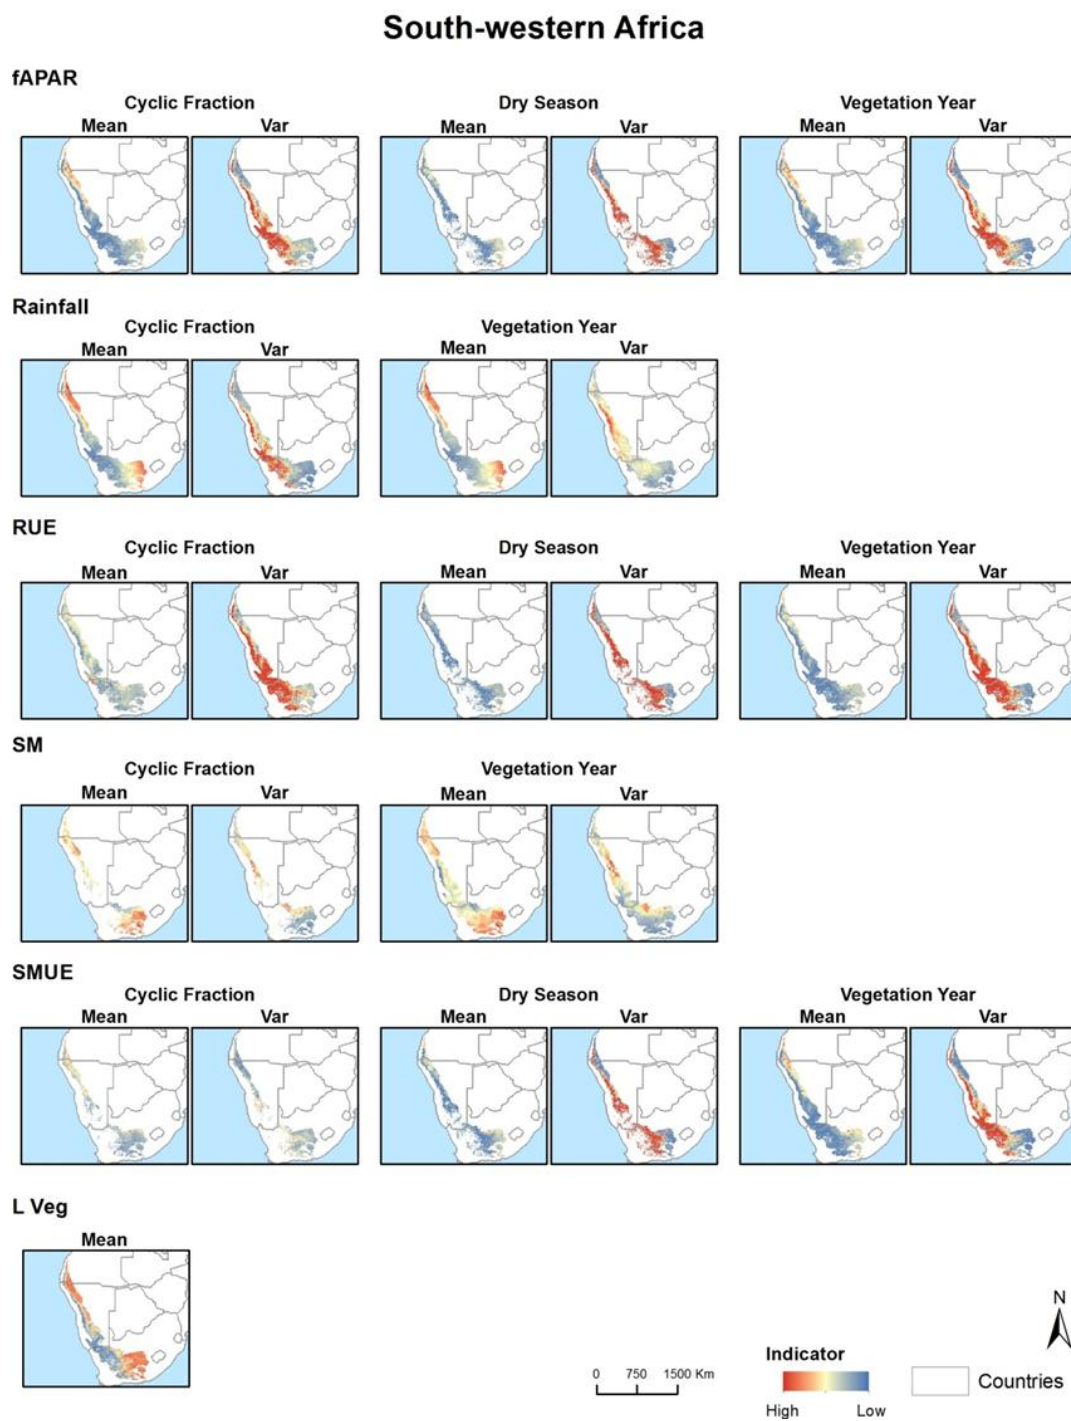 South-western Africa
fAPAR
Cyclic Fraction Dry Season Vegetation Year
Mean Var Mean Var Mean Var
Rainfall
Cyclic Fraction Vegetation Year
Mean Var Mean Var
RUE
Cyclic Fraction Dry Season Vegetation Year
Mean Var Mean Var Mean Var
SM
Cyclic Fraction Vegetation Year
Mean Var Mean Var
SMUE
Cyclic Fraction Dry Season Vegetation Year
Mean Var Mean Var Mean Var
L Veg
Mean
N
Indicator
0 750 1500 Km
Countries
High Low